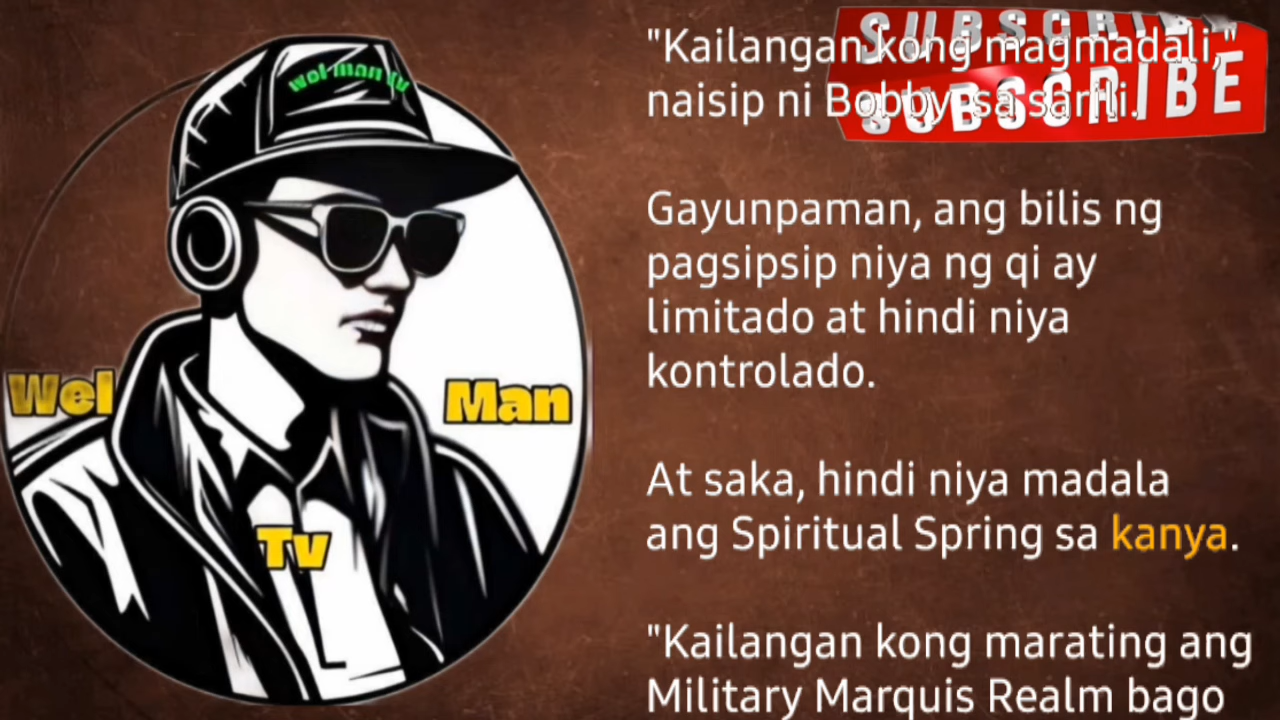 wel man tv
Wel
Man
Tv
SUBSCRIBE
SUBSCRIBE
"Kailangan kong magmadali,"
naisip ni Bobby sa sarili.
Gayunpaman, ang bilis ng
pagsipsip niya ng qi ay
limitado at hindi niya
kontrolado.
At saka, hindi niya madala
ang Spiritual Spring sa kanya.
"Kailangan kong marating ang
Military Marquis Realm bago